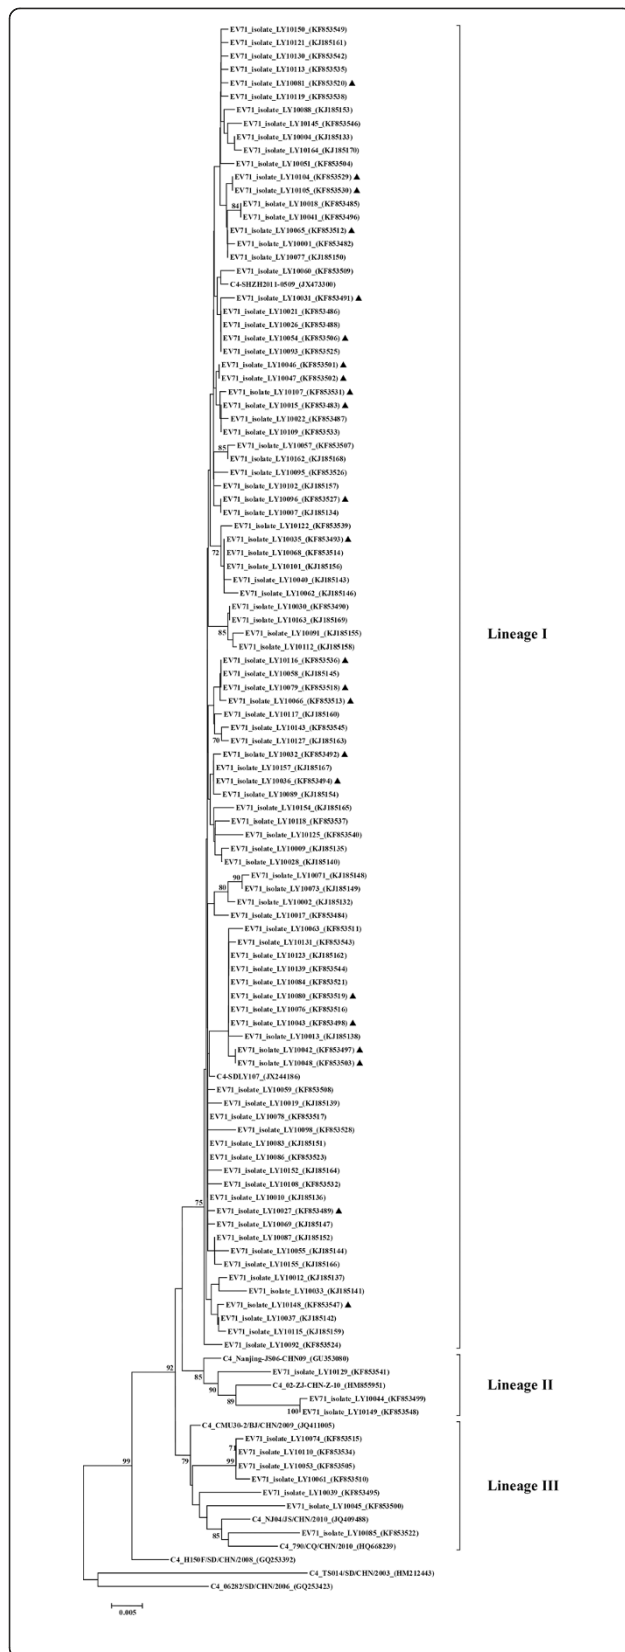 EV71_isolate_LY10150_(KF853549)
EV71_isolate_LY10121_(KJ185161)
EV71_isolate_LY10130_(KF853542)
EV71_isolate_LY10113_(KF853535)
EV71_isolate_LY10081_(KF853520)▲
EV71_isolate_LY10119_(KF853538)
EV71_isolate_LY10088_(KJ185153)
EV71_isolate_LY10145_(KF853546)
EV71_isolate_LY10004_(KJ185133)
EV71_isolate_LY10164_(KJ185170)
EV71_isolate_LY10051_(KF853504)
EV71_isolate_LY10104_(KF853529)▲
EV71_isolate_LY10105_(KF853530)▲
84 EV71_isolate_LY10018_(KF853485)
EV71_isolate_LY10041_(KF853496)
EV71_isolate_LY10065_(KF853512)▲
EV71_isolate_LY10001_(KF853482)
EV71_isolate_LY10077_(KJ185150)
EV71_isolate_LY10060_(KF853509)
C4-SHZH2011-0509_(JX473300)
EV71_isolate_LY10031_(KF853491)▲
EV71_isolate_LY10021_(KF853486)
EV71_isolate_LY10026_(KF853488)
EV71_isolate_LY10054_(KF853506)▲
EV71_isolate_LY10093_(KF853525)
EV71_isolate_LY10046_(KF853501)▲
EV71_isolate_LY10047_(KF853502)▲
EV71_isolate_LY10107_(KF853531)▲
EV71_isolate_LY10015_(KF853483)▲
EV71_isolate_LY10022_(KF853487)
EV71_isolate_LY10109_(KF853533)
85 EV71_isolate_LY10057_(KF853507)
EV71_isolate_LY10162_(KJ185168)
EV71_isolate_LY10095_(KF853526)
EV71_isolate_LY10102_(KJ185157)
EV71_isolate_LY10096_(KF853527)▲
EV71_isolate_LY10007_(KJ185134)
EV71_isolate_LY10122_(KF853539)
EV71_isolate_LY10035_(KF853493)▲
72 EV71_isolate_LY10068_(KF853514)
EV71_isolate_LY10101_(KJ185156)
EV71_isolate_LY10040_(KJ185143)
EV71_isolate_LY10062_(KJ185146)
EV71_isolate_LY10030_(KF853490)
EV71_isolate_LY10163_(KJ185169)
85 EV71_isolate_LY10091_(KJ185155)
Lineage I
EV71_isolate_LY10112_(KJ185158)
EV71_isolate_LY10116_(KF853536)▲
EV71_isolate_LY10058_(KJ185145)
EV71_isolate_LY10079_(KF853518)▲
EV71_isolate_LY10066_(KF853513)▲
EV71_isolate_LY10117_(KJ185160)
EV71_isolate_LY10143_(KF853545)
70 EV71_isolate_LY10127_(KJ185163)
EV71_isolate_LY10032_(KF853492)▲
EV71_isolate_LY10157_(KJ185167)
EV71_isolate_LY10036_(KF853494)▲
EV71_isolate_LY10089_(KJ185154)
EV71_isolate_LY10154_(KJ185165)
EV71_isolate_LY10118_(KF853537)
EV71_isolate_LY10125_(KF853540)
EV71_isolate_LY10009_(KJ185135)
EV71_isolate_LY10028_(KJ185140)
90 EV71_isolate_LY10071_(KJ185148)
80 EV71_isolate_LY10073_(KJ185149)
EV71_isolate_LY10002_(KJ185132)
EV71_isolate_LY10017_(KF853484)
EV71_isolate_LY10063_(KF853511)
EV71_isolate_LY10131_(KF853543)
EV71_isolate_LY10123_(KJ185162)
EV71_isolate_LY10139_(KF853544)
EV71_isolate_LY10084_(KF853521)
EV71_isolate_LY10080_(KF853519)▲
EV71_isolate_LY10076_(KF853516)
EV71_isolate_LY10043_(KF853498)▲
EV71_isolate_LY10013_(KJ185138)
EV71_isolate_LY10042_(KF853497)▲
EV71_isolate_LY10048_(KF853503)▲
C4-SDLY107_(JX244186)
EV71_isolate_LY10059_(KF853508)
EV71_isolate_LY10019_(KJ185139)
EV71_isolate_LY10078_(KF853517)
EV71_isolate_LY10098_(KF853528)
EV71_isolate_LY10083_(KJ185151)
EV71_isolate_LY10086_(KF853523)
EV71_isolate_LY10152_(KJ185164)
EV71_isolate_LY10108_(KF853532)
75 EV71_isolate_LY10010_(KJ185136)
EV71_isolate_LY10027_(KF853489)▲
EV71_isolate_LY10069_(KJ185147)
EV71_isolate_LY10087_(KJ185152)
EV71_isolate_LY10055_(KJ185144)
EV71_isolate_LY10155_(KJ185166)
EV71_isolate_LY10012_(KJ185137)
EV71_isolate_LY10033_(KJ185141)
EV71_isolate_LY10148_(KF853547)▲
EV71_isolate_LY10037_(KJ185142)
EV71_isolate_LY10115_(KJ185159)
EV71_isolate_LY10092_(KF853524)
C4_Nanjing-JS06-CHN09_(GU353080)
92 85 EV71_isolate_LY10129_(KF853541)
90 C4_02-ZJ-CHN-Z-10_(HM855951)
Lineage II
89 EV71_isolate_LY10044_(KF853499)
100 EV71_isolate_LY10149_(KF853548)
C4_CMU30-2/BJ/CHN/2009_(JQ411005)
EV71_isolate_LY10074_(KF853515)
71 EV71_isolate_LY10110_(KF853534)
79 99 EV71_isolate_LY10053_(KF853505)
EV71_isolate_LY10061_(KF853510)
Lineage III
EV71_isolate_LY10039_(KF853495)
EV71_isolate_LY10045_(KF853500)
C4_NJ04/JS/CHN/2010_(JQ409488)
85 EV71_isolate_LY10085_(KF853522)
C4_790/CQ/CHN/2010_(HQ668239)
99 C4_H150F/SD/CHN/2008_(GQ253392)
C4_TS014/SD/CHN/2003_(HM212443)
C4_06282/SD/CHN/2006_(GQ253423)
0.005